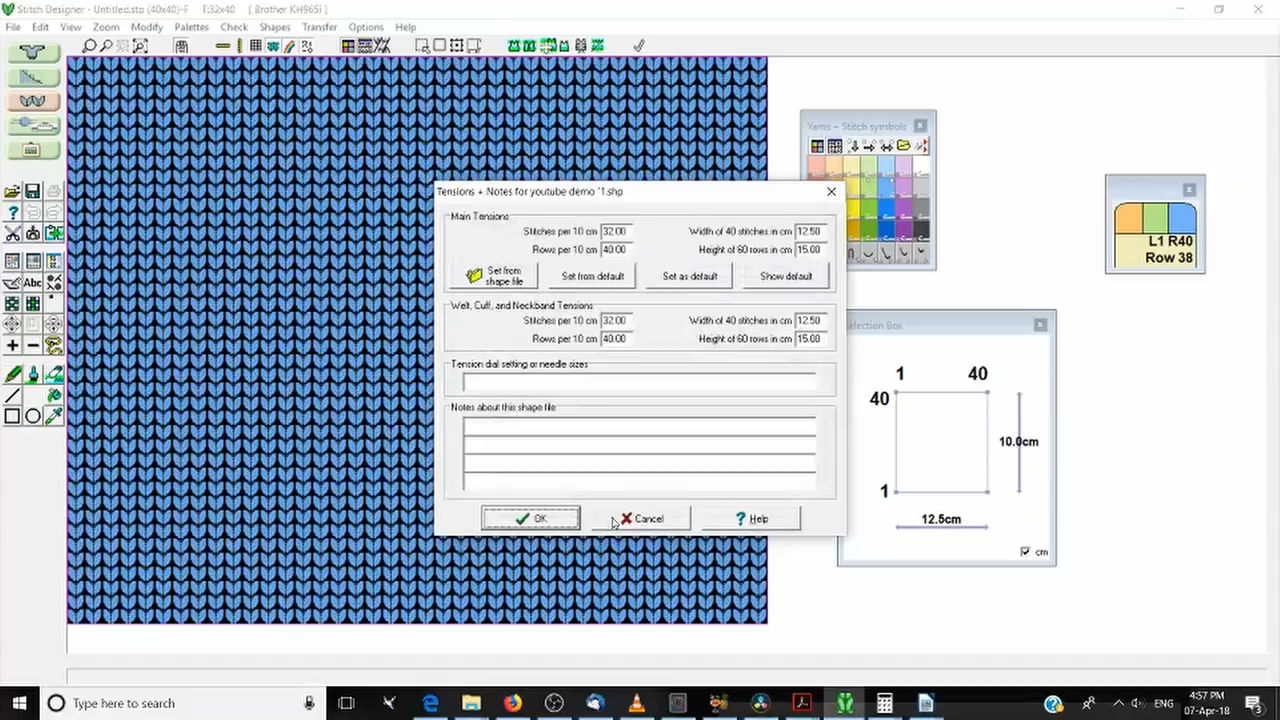 Stitch Designer - Untitled.stp (40x40)-F T:32x40 ( Brother KH965i )
File Edit View Zoom Modify Palettes Check Shapes Transfer Options Help
Yarns + Stitch symbols
Tensions + Notes for youtube demo '1.shp
Main Tensions
Stitches per 10 cm 32.00 Width of 40 stitches in cm 12.50
Rows per 10 cm 40.00 Height of 60 rows in cm 15.00
Set from shape file Set from default Set as default Show default
Welt, Cuff, and Neckband Tensions
Stitches per 10 cm 32.00 Width of 40 stitches in cm 12.50
Rows per 10 cm 40.00 Height of 60 rows in cm 15.00
Tension dial setting or needle sizes
Notes about this shape file
OK Cancel ? Help
Abc
L1 R40
Row 38
election Box
1 40
40
10.0cm
1
12.5cm
cm
Type here to search
ENG
4:57 PM
07-Apr-18
3